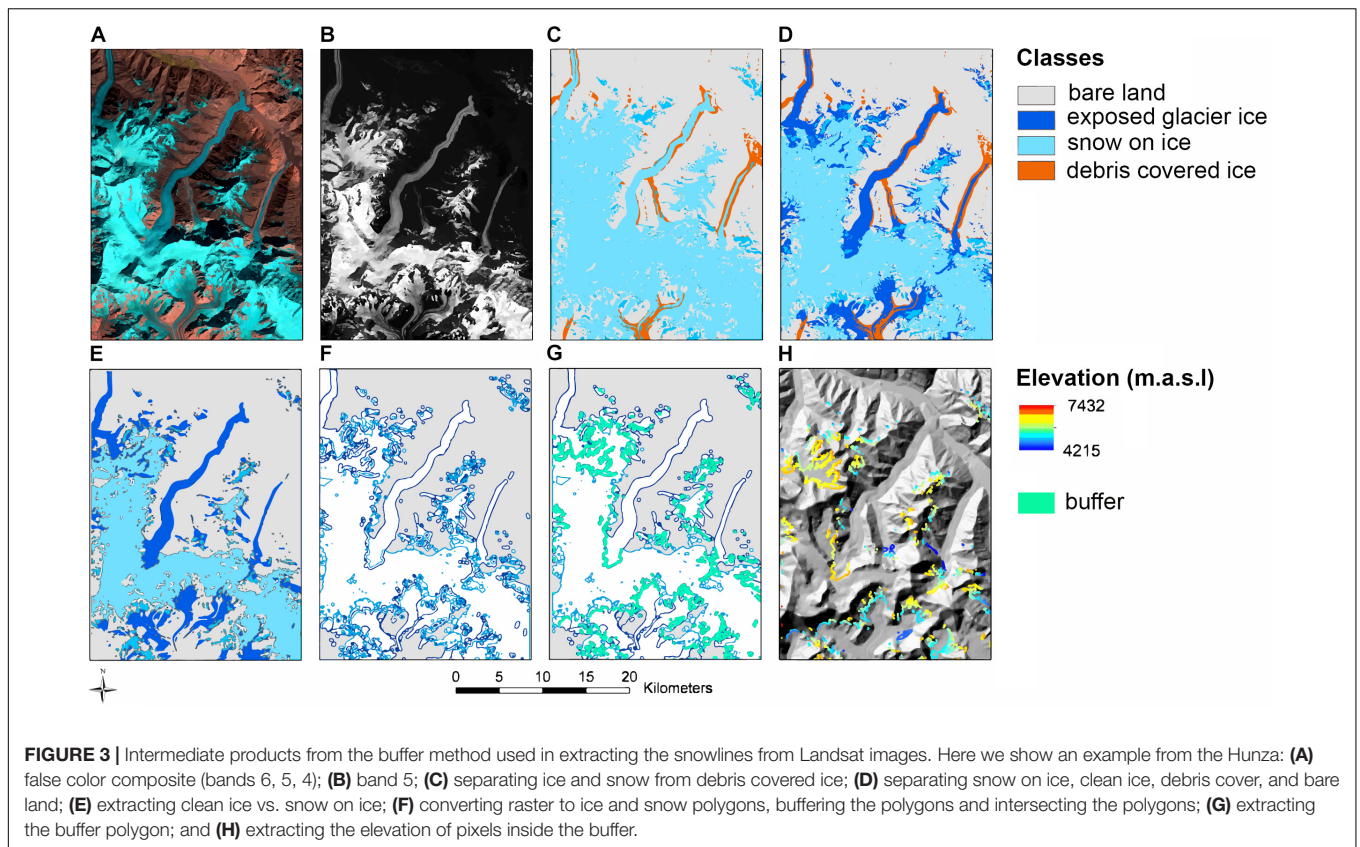 A
B
C
D
Classes
bare land
exposed glacier ice
snow on ice
debris covered ice
E
F
G
H
Elevation (m.a.s.l)
7432
4215
buffer
N
0 5 10 15 20 Kilometers
FIGURE 3 | Intermediate products from the buffer method used in extracting the snowlines from Landsat images. Here we show an example from the Hunza: (A)
false color composite (bands 6, 5, 4); (B) band 5; (C) separating ice and snow from debris covered ice; (D) separating snow on ice, clean ice, debris cover, and bare
land; (E) extracting clean ice vs. snow on ice; (F) converting raster to ice and snow polygons, buffering the polygons and intersecting the polygons; (G) extracting
the buffer polygon; and (H) extracting the elevation of pixels inside the buffer.